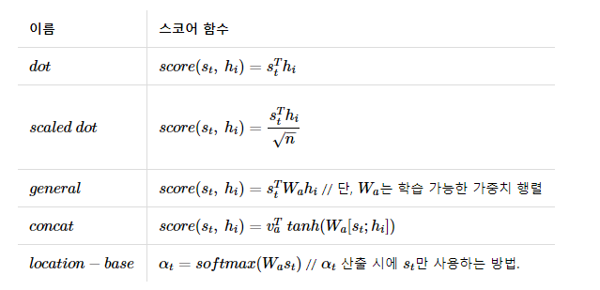 이름 스코어 함수
dot score(s_t, h_i) = s_t^T h_i
scaled dot score(s_t, h_i) = \frac{s_t^T h_i}{\sqrt{n}}
general score(s_t, h_i) = s_t^T W_a h_i // 단, W_a는 학습 가능한 가중치 행렬
concat score(s_t, h_i) = v_a^T tanh(W_a[s_t; h_i])
location − base α_t = softmax(W_a s_t) // α_t 산출 시에 s_t만 사용하는 방법.